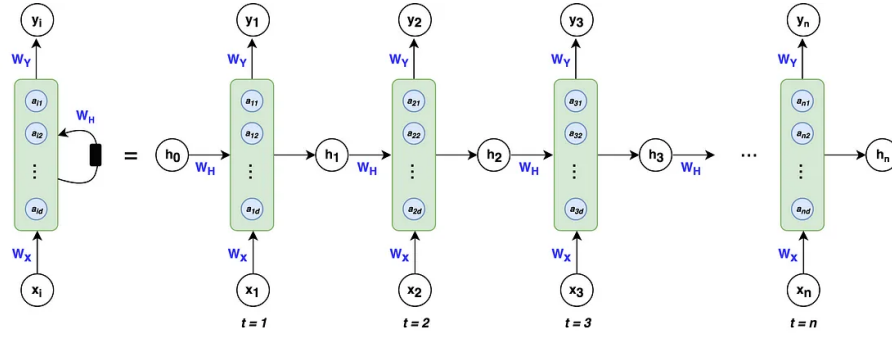 yi y1 y2 y3 yn
WY WY WY WY WY
ai1 a11 a21 a31 an1
ai2 WH a12 a22 a32 an2
= h0 WH h1 WH h2 WH h3 WH ... hn
⋮ ⋮ ⋮ ⋮ ⋮
aid a1d a2d a3d and
WX WX WX WX WX
xi x1 x2 x3 xn
t = 1 t = 2 t = 3 t = n